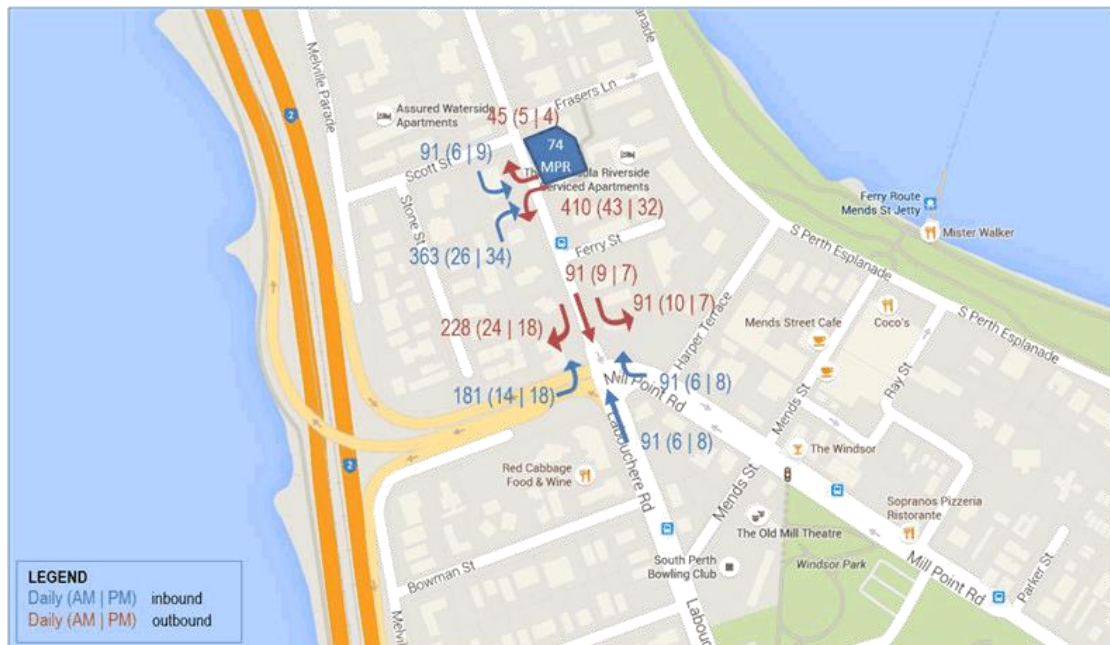 Melville Parade
Esplanade
2
Frasers Ln
Assured Waterside
Apartments
45 (5 | 4)
74
MPR
91 (6 | 9)
Scott St
Riverside
Serviced Apartments
Ferry Route
Mends St Jetty
Mister Walker
Stone St
410 (43 | 32)
363 (26 | 34)
Ferry St
S Perth Esplanade
91 (9 | 7)
91 (10 | 7)
Harper Terrace
Mends Street Cafe
Coco's
S Perth Esplanade
228 (24 | 18)
Ray St
Mill Point Rd
91 (6 | 8)
181 (14 | 18)
Mends St
91 (6 | 8)
The Windsor
2
Labouchere Rd
Red Cabbage
Food & Wine
Mends St
Sopranos Pizzeria
Ristorante
The Old Mill Theatre
South Perth
Bowling Club
Windsor Park
Mill Point Rd
Parker St
Bowman St
LEGEND
Daily (AM | PM) inbound
Daily (AM | PM) outbound